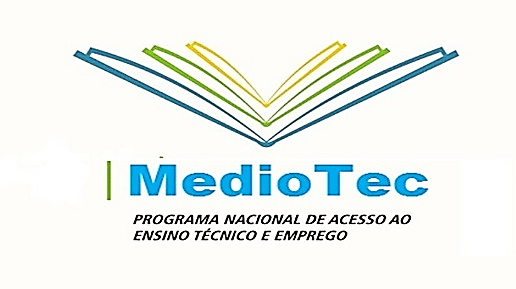 MedioTec
PROGRAMA NACIONAL DE ACESSO AO
ENSINO TÉCNICO E EMPREGO